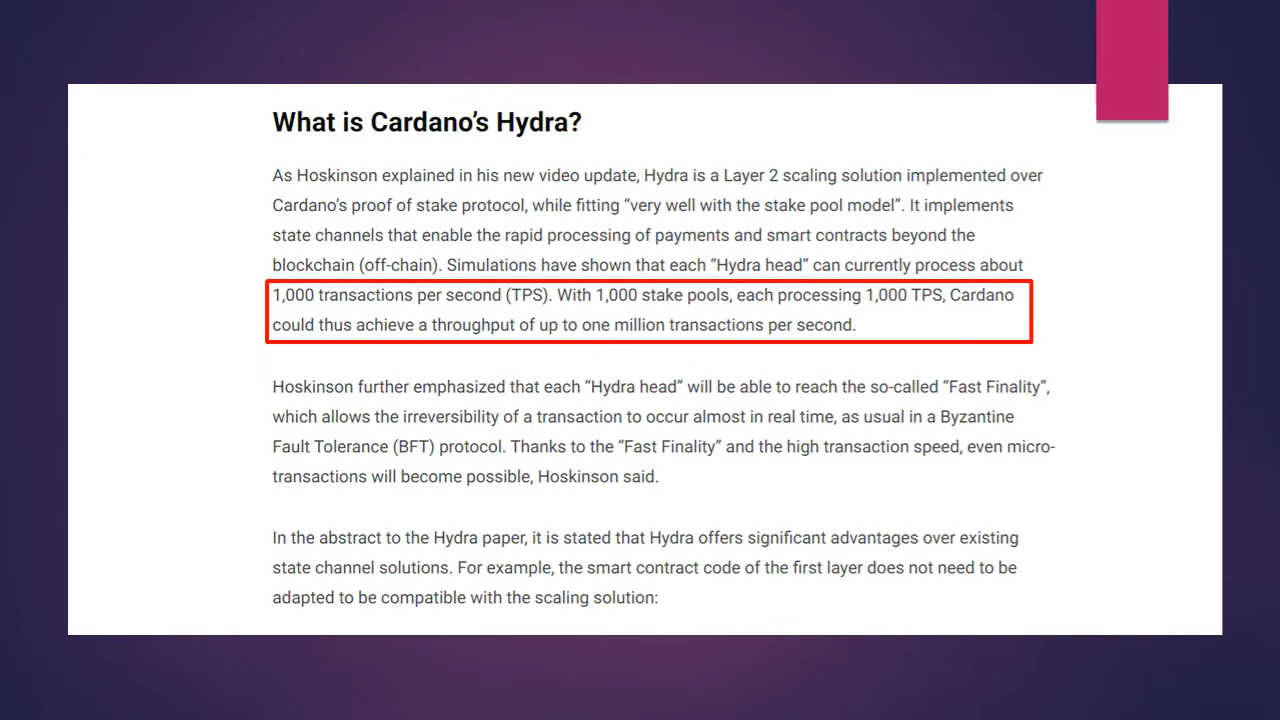 What is Cardano’s Hydra?
As Hoskinson explained in his new video update, Hydra is a Layer 2 scaling solution implemented over
Cardano’s proof of stake protocol, while fitting “very well with the stake pool model”. It implements
state channels that enable the rapid processing of payments and smart contracts beyond the
blockchain (off-chain). Simulations have shown that each “Hydra head” can currently process about
1,000 transactions per second (TPS). With 1,000 stake pools, each processing 1,000 TPS, Cardano
could thus achieve a throughput of up to one million transactions per second.
Hoskinson further emphasized that each “Hydra head” will be able to reach the so-called “Fast Finality”,
which allows the irreversibility of a transaction to occur almost in real time, as usual in a Byzantine
Fault Tolerance (BFT) protocol. Thanks to the “Fast Finality” and the high transaction speed, even micro-
transactions will become possible, Hoskinson said.
In the abstract to the Hydra paper, it is stated that Hydra offers significant advantages over existing
state channel solutions. For example, the smart contract code of the first layer does not need to be
adapted to be compatible with the scaling solution: